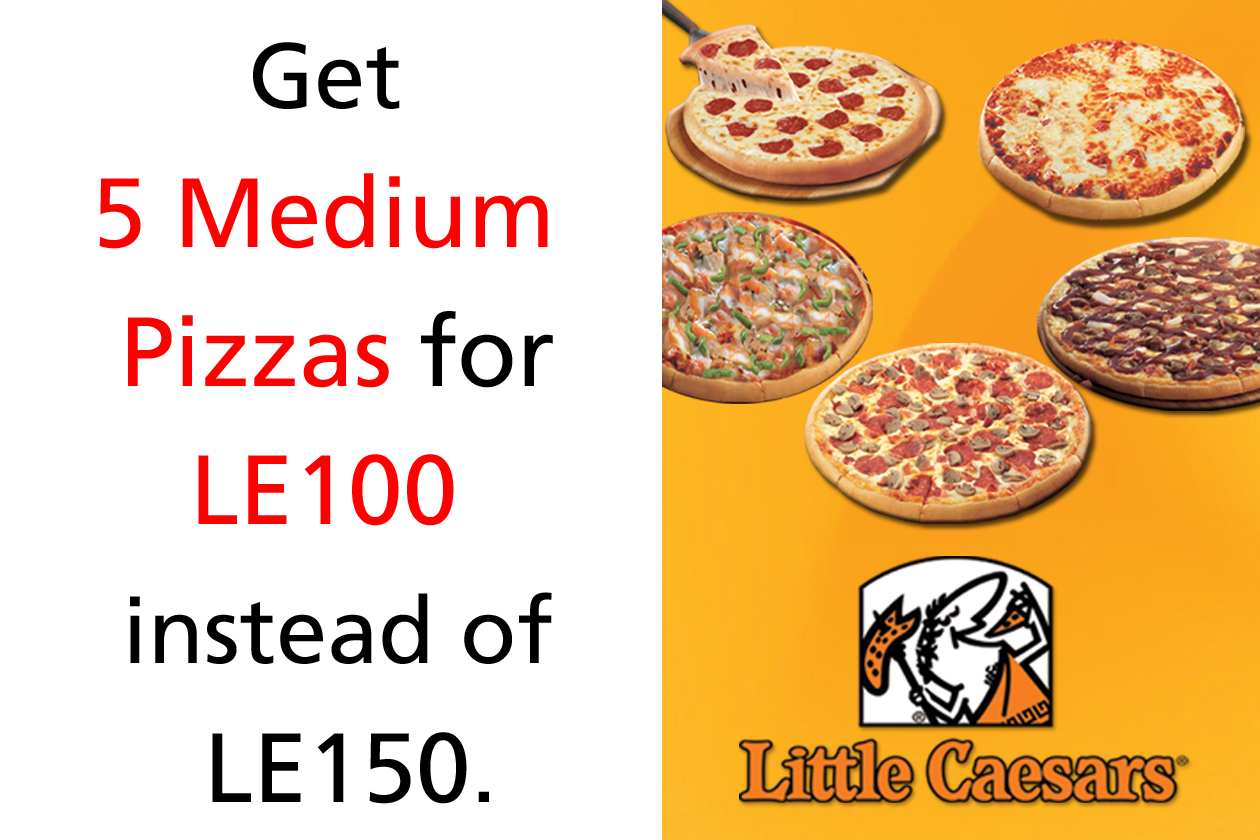 Get
5 Medium
Pizzas for
LE100
instead of
LE150.
Little Caesars®